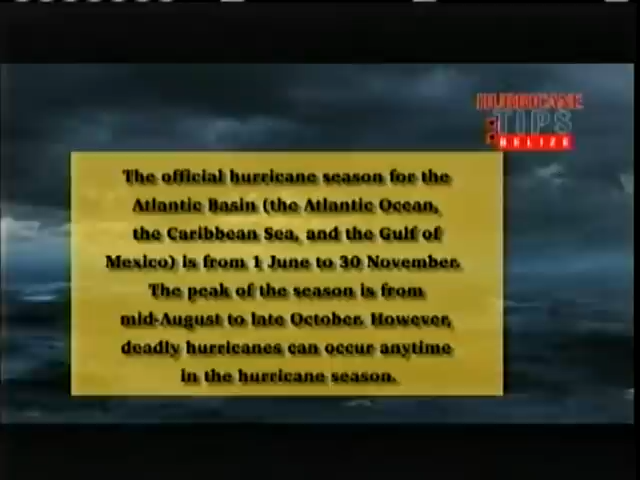 HURRICANE
TIPS
BELIZE
The official hurricane season for the
Atlantic Basin (the Atlantic Ocean,
the Caribbean Sea, and the Gulf of
Mexico) is from 1 June to 30 November.
The peak of the season is from
mid-August to late October. However,
deadly hurricanes can occur anytime
in the hurricane season.